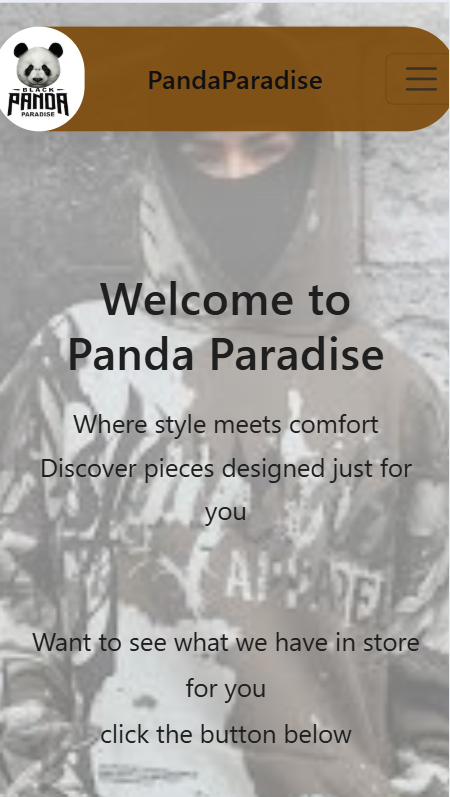 BLACK
PANDA
PARADISE
PandaParadise
Welcome to
Panda Paradise
Where style meets comfort
Discover pieces designed just for
you
Want to see what we have in store
for you
click the button below